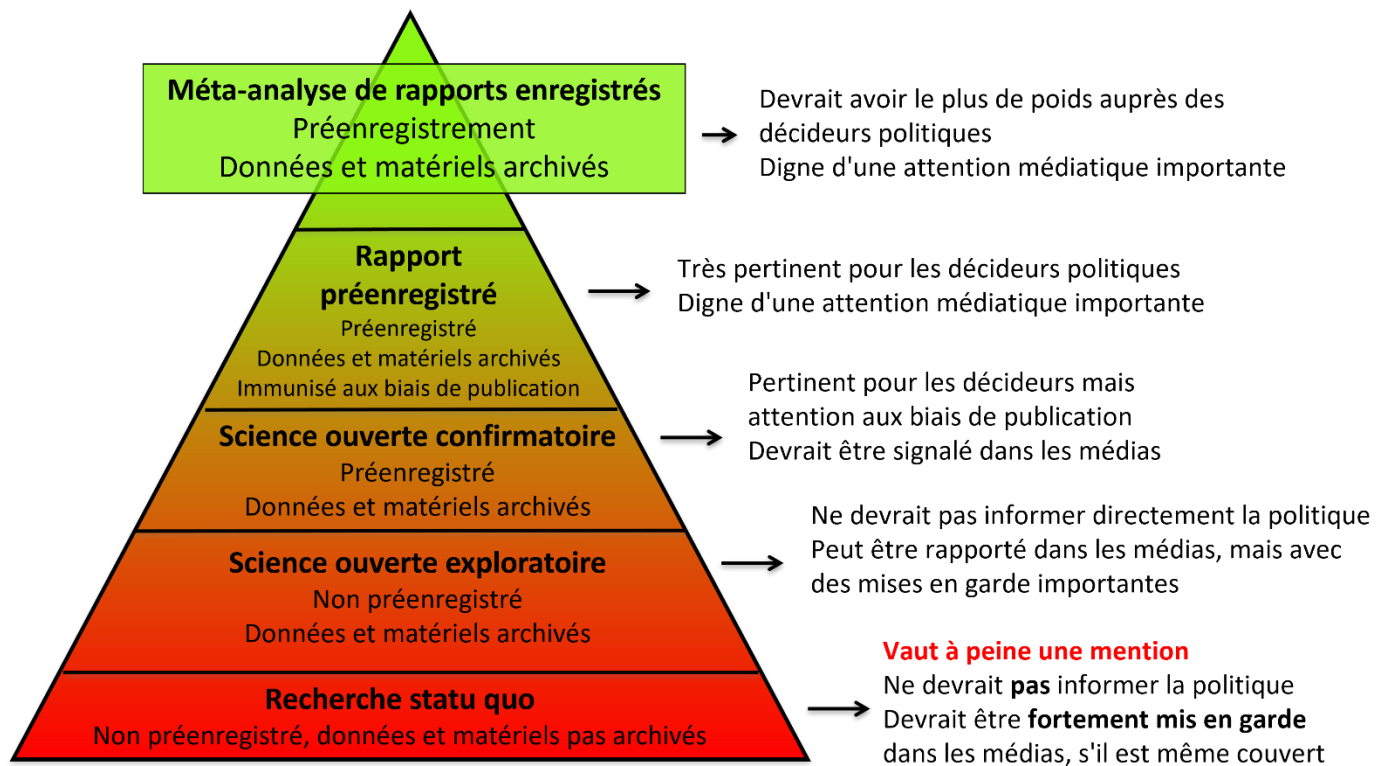 Méta-analyse de rapports enregistrés
Préenregistrement
Données et matériels archivés
Devrait avoir le plus de poids auprès des
décideurs politiques
Digne d'une attention médiatique importante
Rapport
préenregistré
Préenregistré
Données et matériels archivés
Immunisé aux biais de publication
Très pertinent pour les décideurs politiques
Digne d'une attention médiatique importante
Science ouverte confirmatoire
Préenregistré
Données et matériels archivés
Pertinent pour les décideurs mais
attention aux biais de publication
Devrait être signalé dans les médias
Science ouverte exploratoire
Non préenregistré
Données et matériels archivés
Ne devrait pas informer directement la politique
Peut être rapporté dans les médias, mais avec
des mises en garde importantes
Recherche statu quo
Non préenregistré, données et matériels pas archivés
Vaut à peine une mention
Ne devrait pas informer la politique
Devrait être fortement mis en garde
dans les médias, s'il est même couvert